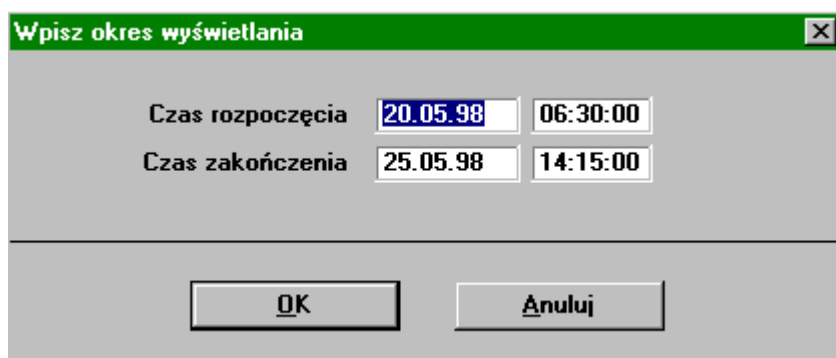 Wpisz okres wyświetlania
Czas rozpoczęcia 20.05.98 06:30:00
Czas zakończenia 25.05.98 14:15:00
OK Anuluj